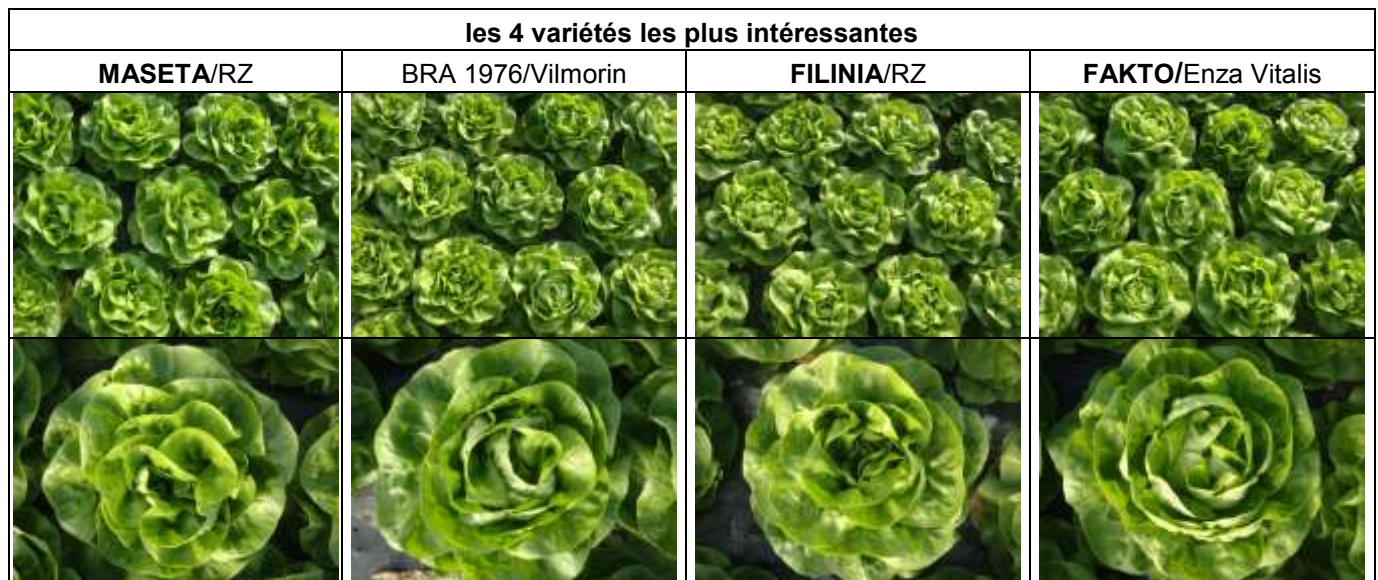 les 4 variétés les plus intéressantes
MASETA/RZ
BRA 1976/Vilmorin
FILINIA/RZ
FAKTO/Enza Vitalis